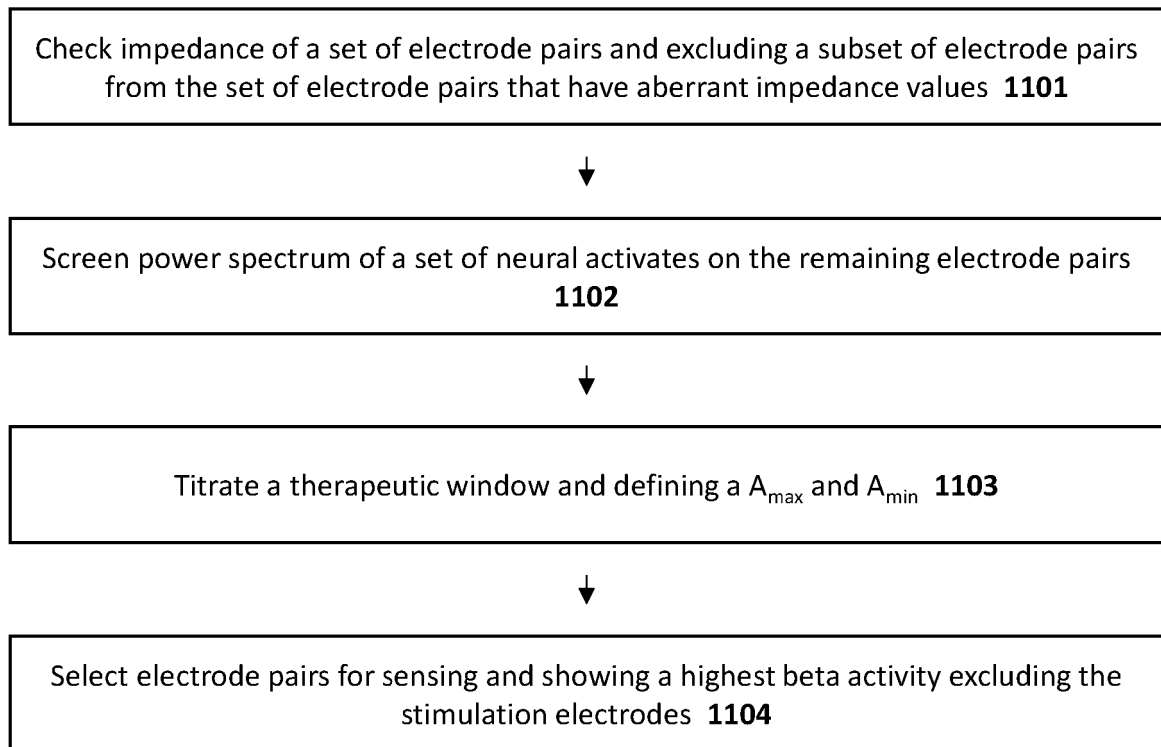 Check impedance of a set of electrode pairs and excluding a subset of electrode pairs
from the set of electrode pairs that have aberrant impedance values 1101
Screen power spectrum of a set of neural activates on the remaining electrode pairs
1102
Titrate a therapeutic window and defining a Amax and Amin 1103
Select electrode pairs for sensing and showing a highest beta activity excluding the
stimulation electrodes 1104